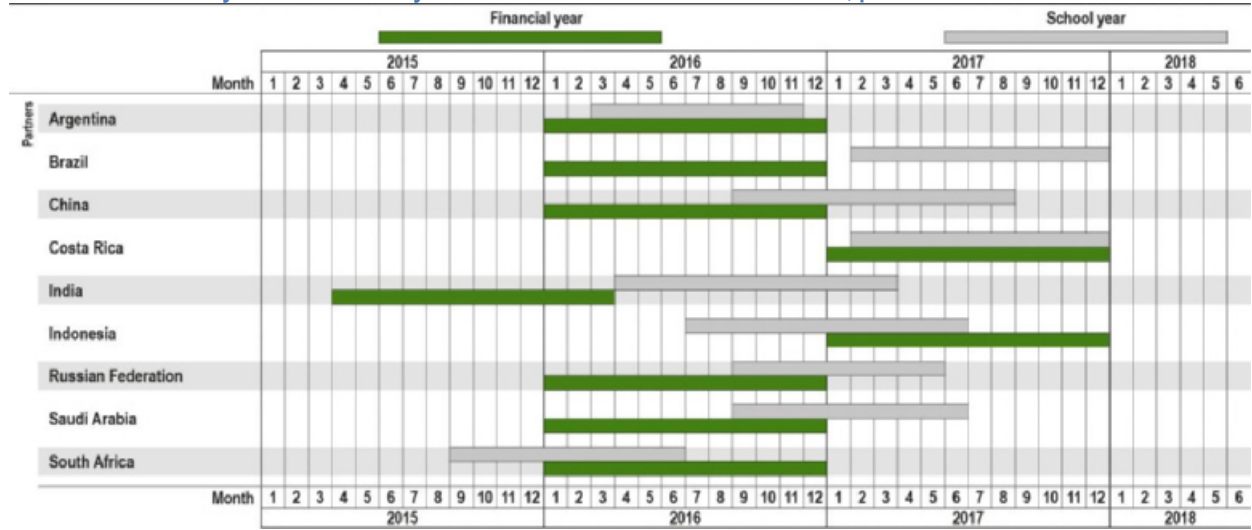 Financial year School year
2015 2016 2017 2018
Month 1 2 3 4 5 6 7 8 9 10 11 12 1 2 3 4 5 6 7 8 9 10 11 12 1 2 3 4 5 6 7 8 9 10 11 12 1 2 3 4 5 6
Partners
Argentina
Brazil
China
Costa Rica
India
Indonesia
Russian Federation
Saudi Arabia
South Africa
Month 1 2 3 4 5 6 7 8 9 10 11 12 1 2 3 4 5 6 7 8 9 10 11 12 1 2 3 4 5 6 7 8 9 10 11 12 1 2 3 4 5 6
2015 2016 2017 2018